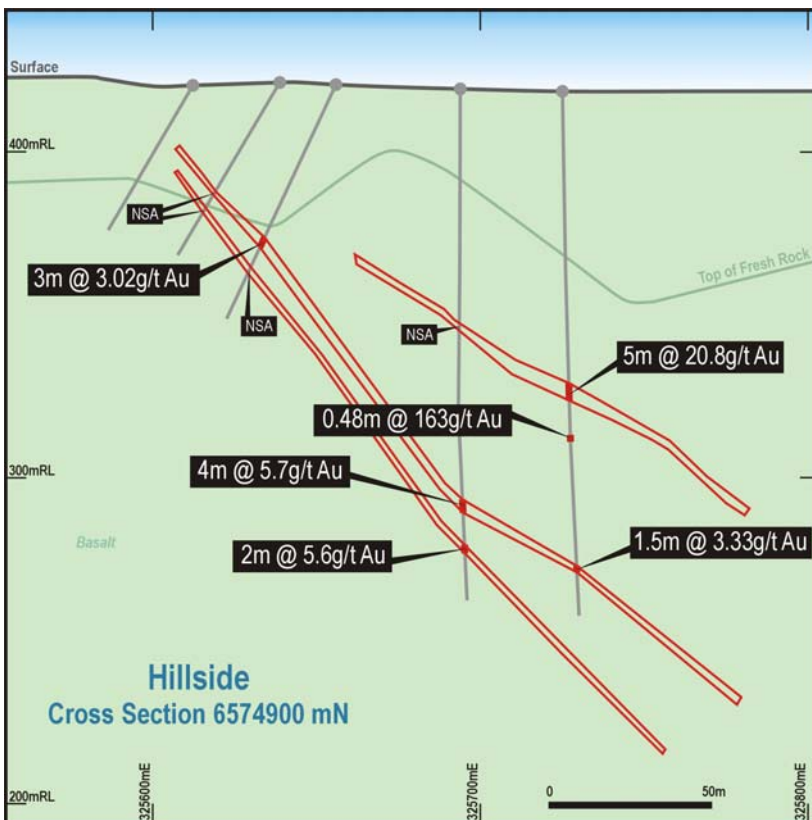 Surface
400mRL
NSA
3m @ 3.02g/t Au
NSA
Top of Fresh Rock
NSA
5m @ 20.8g/t Au
0.48m @ 163g/t Au
300mRL
4m @ 5.7g/t Au
Basalt
2m @ 5.6g/t Au
1.5m @ 3.33g/t Au
Hillside
Cross Section 6574900 mN
200mRL
325600mE
325700mE
0
50m
325800mE